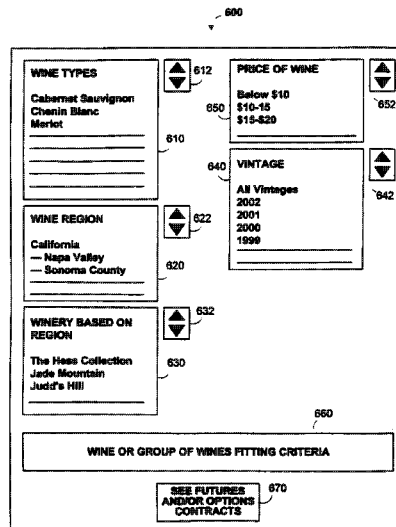 600
WINE TYPES
Cabernet Sauvignon
Chenin Blanc
Merlot
612
610
WINE REGION
California
— Napa Valley
— Sonoma County
622
620
WINERY BASED ON
REGION
The Hess Collection
Jade Mountain
Judd's Hill
632
630
PRICE OF WINE
Below $10
$10-15
$15-$20
650
652
640
VINTAGE
All Vintages
2002
2001
2000
1999
642
660
WINE OR GROUP OF WINES FITTING CRITERIA
SEE FUTURES
AND/OR OPTIONS
CONTRACTS
670